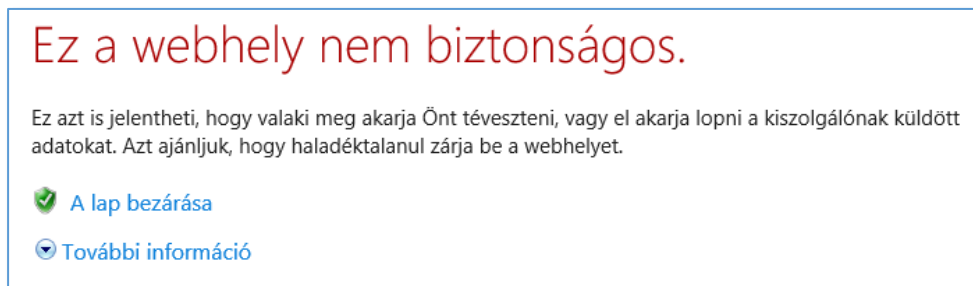 Ez a webhely nem biztonságos.
Ez azt is jelentheti, hogy valaki meg akarja Önt téveszteni, vagy el akarja lopni a kiszolgálónak küldött
adatokat. Azt ajánljuk, hogy haladéktalanul zárja be a webhelyet.
A lap bezárása
További információ